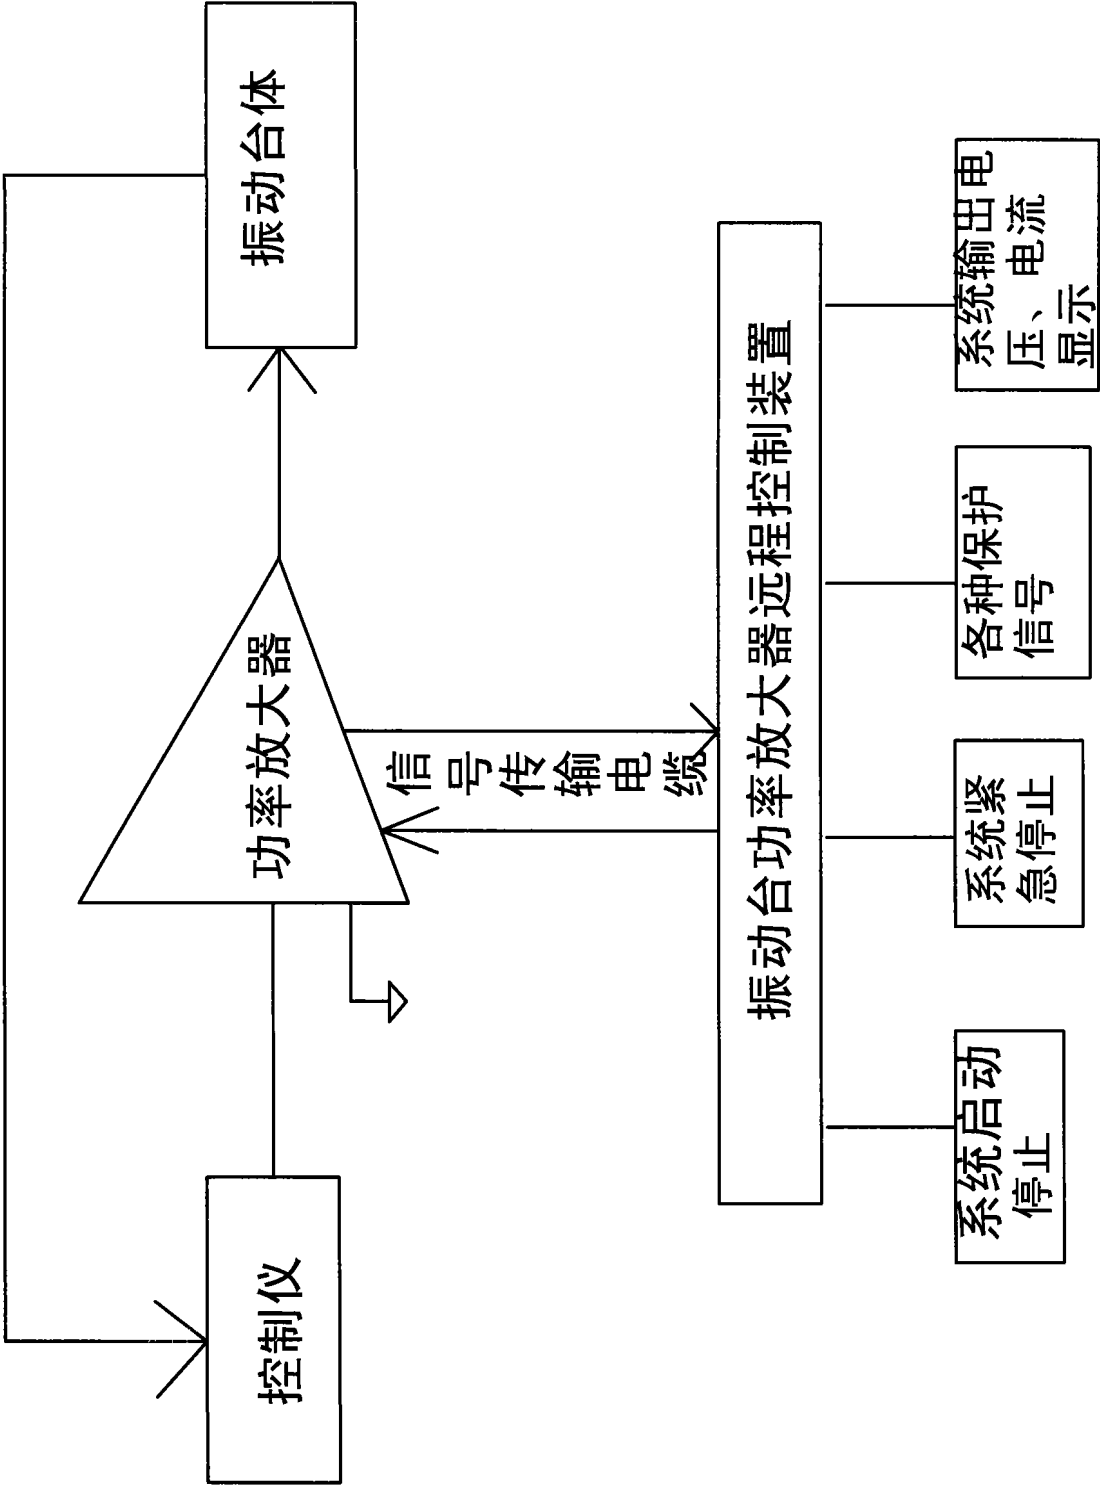 控制仪
功率放大器
振动台体
信号传输电缆
振动台功率放大器远程控制装置
系统启动
停止
系统紧
急停止
各种保护
信号
系统输出电
压、电流
显示